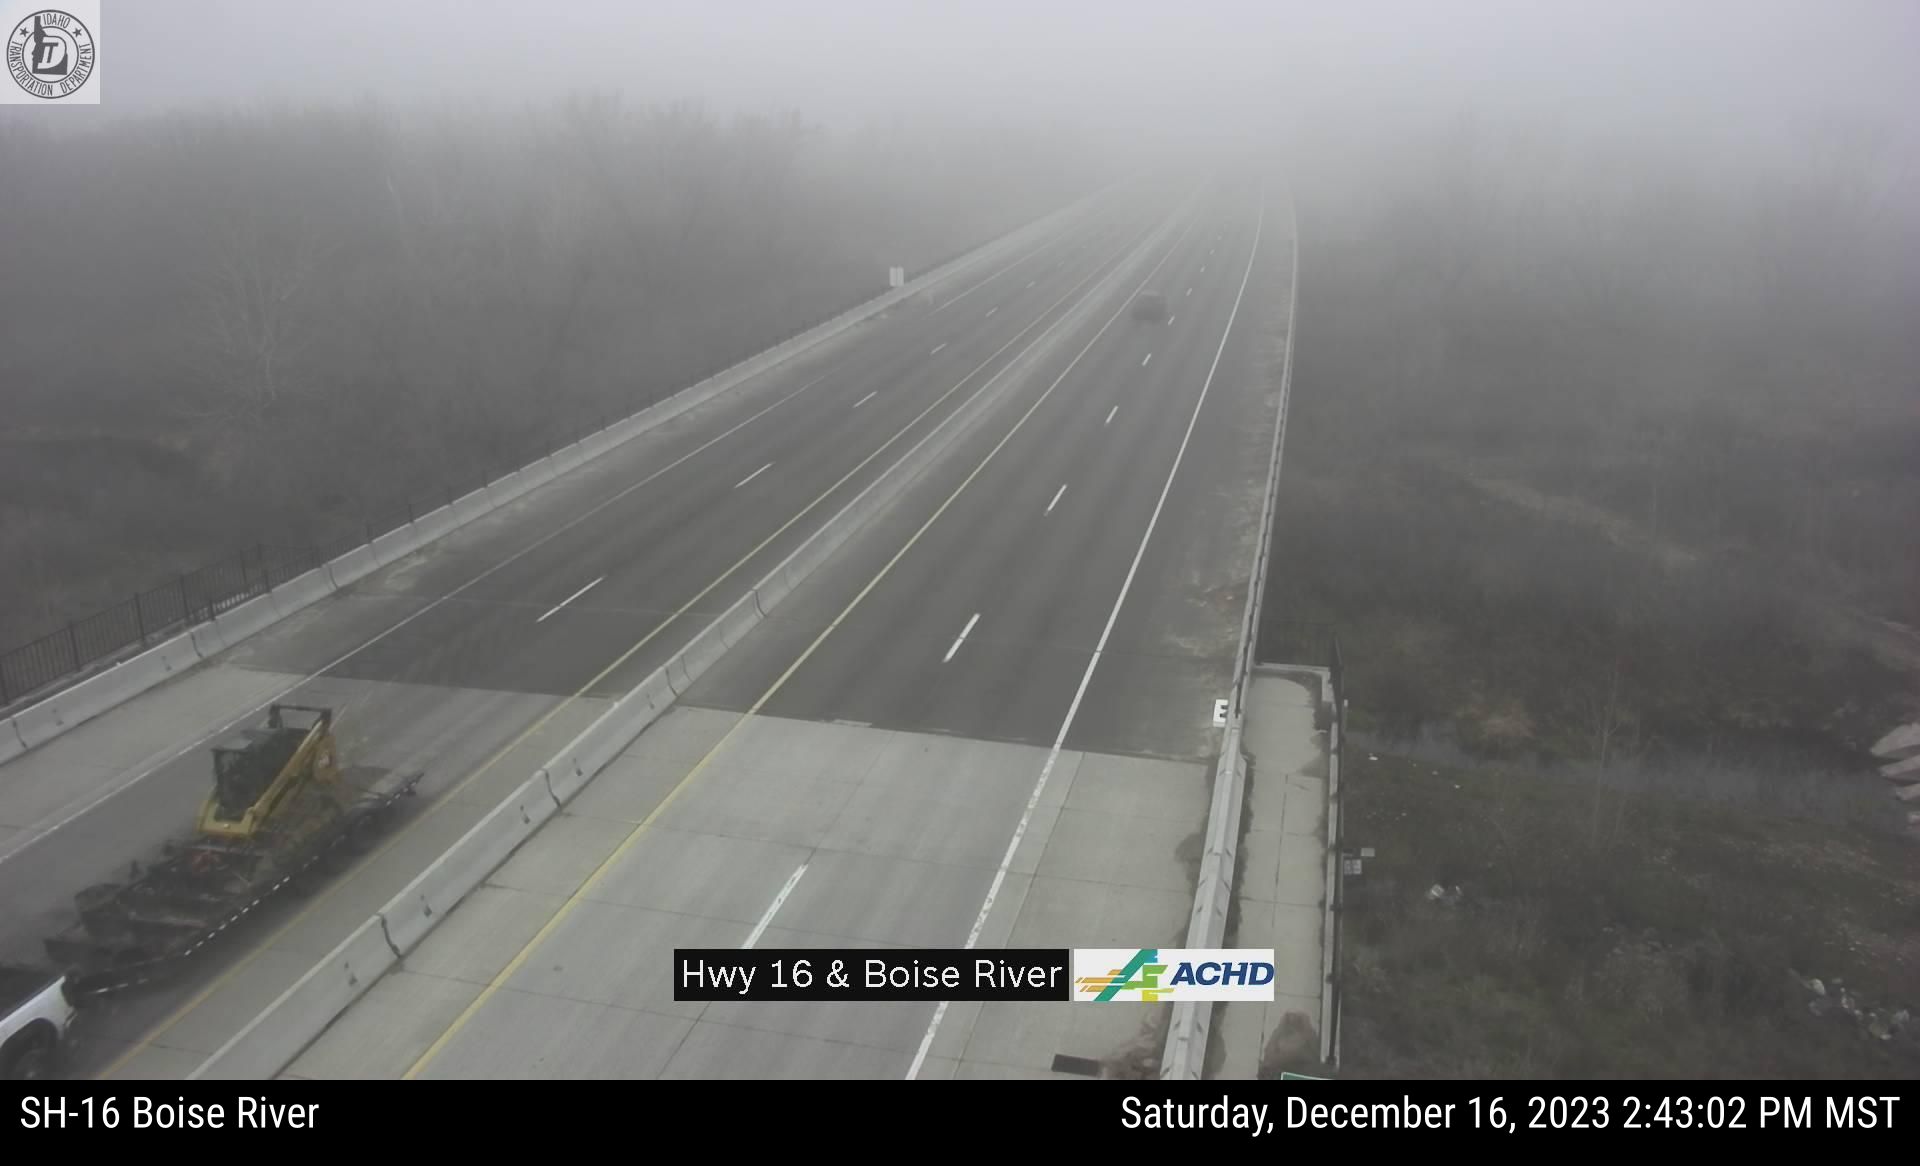 IDAHO
TRANSPORTATION DEPARTMENT
E
Hwy 16 & Boise River
ACHD
SH-16 Boise River
Saturday, December 16, 2023 2:43:02 PM MST